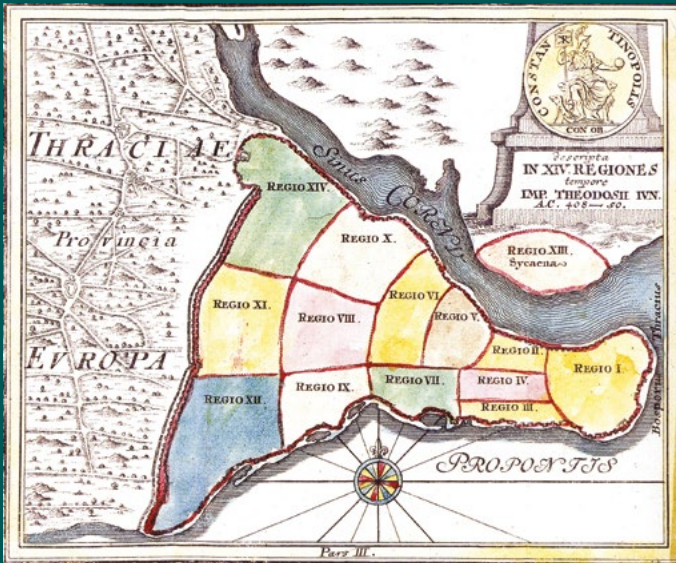 CONSTAN
TINOPOLIS
CON OB
descripta
IN XIV. REGIONES
tempore
IMP. THEODOSII IVN.
A.C. 408—50.
THRACIAE
Provincia
EVROPA
Sinus
CORNU
REGIO XIV.
REGIO X.
REGIO XIII.
Sycaena
REGIO XI.
REGIO VIII.
REGIO VI
REGIO V.
REGIO II.
REGIO I.
REGIO XII.
REGIO IX.
REGIO VII.
REGIO IV.
REGIO III.
Bosporus Thracius
PROPONTIS
Pars III.